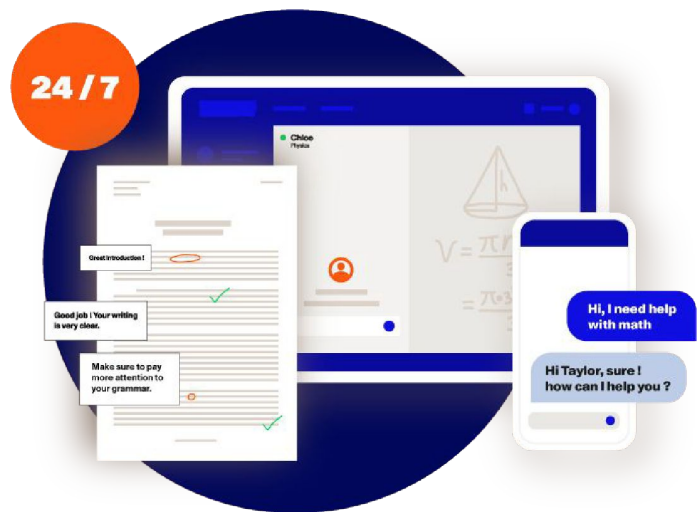 24 / 7
Chloe
Physics
h
Great introduction !
Good job ! Your writing
is very clear.
Make sure to pay
more attention to
your grammar.
Hi, I need help
with math
Hi Taylor, sure !
how can I help you ?